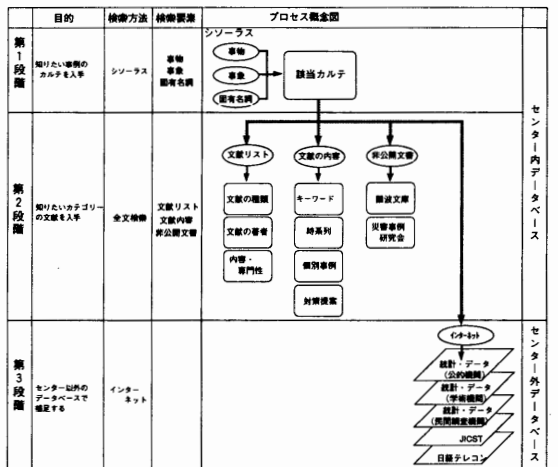 目的
検索方法
検索要素
プロセス概念図
第1段階
知りたい事例の
カルテを入手
シソーラス
事物
事象
固有名詞
シソーラス
事物
事象
固有名詞
該当カルテ
第2段階
知りたいカテゴリー
の文献を入手
全文検索
文献リスト
文献内容
非公開文書
文献リスト
文献の内容
非公開文書
文献の種類
文献の著者
内容・
専門性
キーワード
時系列
個別事例
対策提案
難波文庫
災害事例
研究会
センター内データベース
第3段階
センター以外の
データベースで
補足する
インター
ネット
インターネット
統計・データ
(公的機関)
統計・データ
(学術機関)
統計・データ
(民間調査機関)
JICST
日経テレコン
センター外データベース